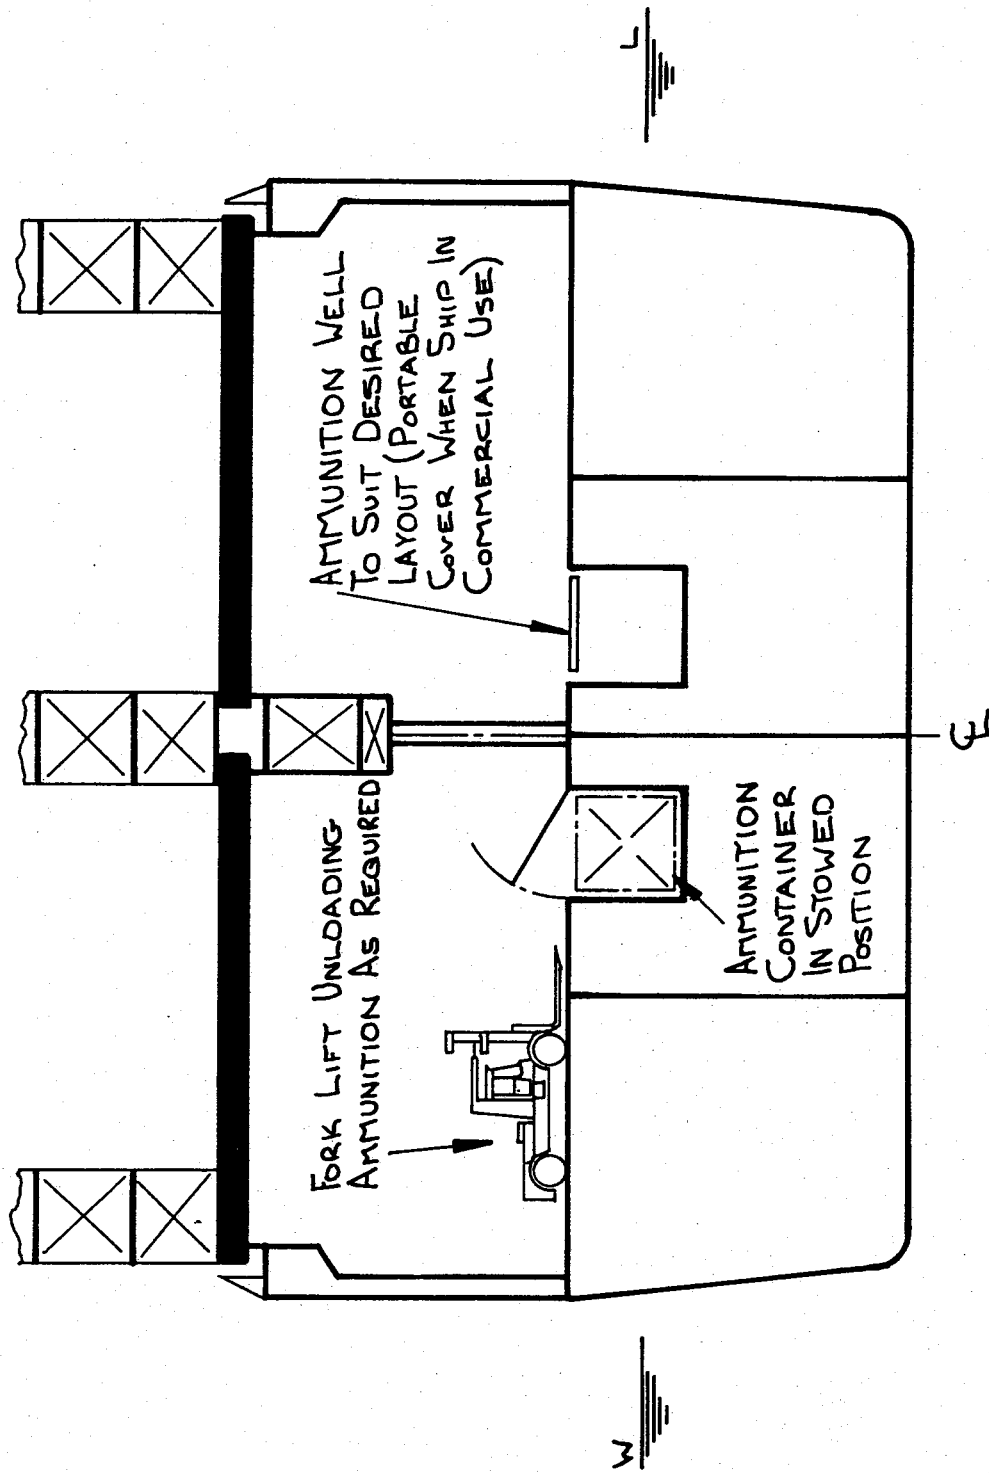 FORK LIFT UNLOADING
AMMUNITION AS REQUIRED
AMMUNITION WELL
TO SUIT DESIRED
LAYOUT (PORTABLE
COVER WHEN SHIP IN
COMMERCIAL USE)
W
L
AMMUNITION
CONTAINER
IN STOWED
POSITION
℄